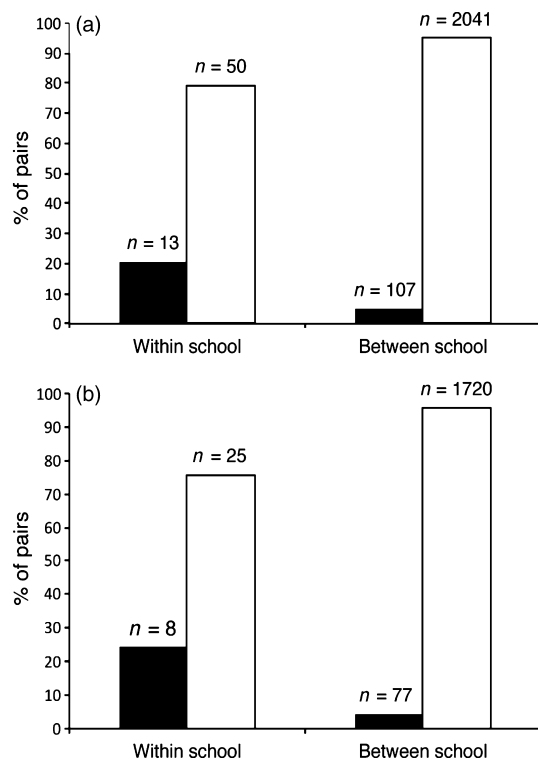 (a)
% of pairs
100
90
80
70
60
50
40
30
20
10
0
n = 13
n = 50
n = 107
n = 2041
Within school
Between school
(b)
% of pairs
100
90
80
70
60
50
40
30
20
10
0
n = 8
n = 25
n = 77
n = 1720
Within school
Between school